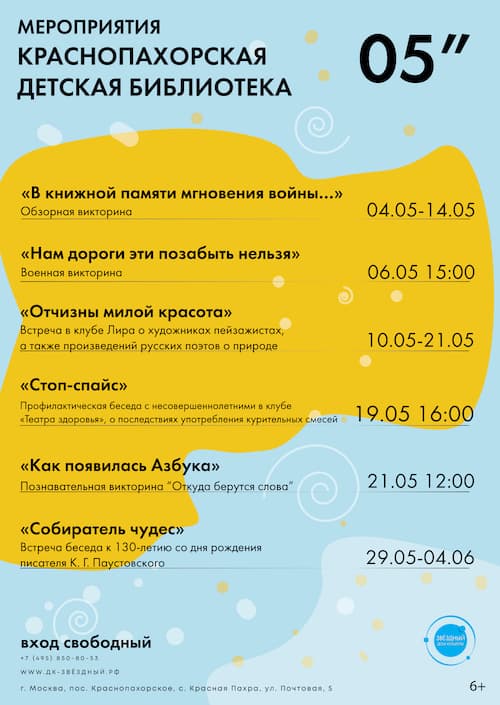 МЕРОПРИЯТИЯ
КРАСНОПАХОРСКАЯ
ДЕТСКАЯ БИБЛИОТЕКА
05”
«В книжной памяти мгновения войны...»
Обзорная викторина
04.05-14.05
«Нам дороги эти позабыть нельзя»
Военная викторина
06.05 15:00
«Отчизны милой красота»
Встреча в клубе Лира о художниках пейзажистах,
а также произведений русских поэтов о природе
10.05-21.05
«Стоп-спайс»
Профилактическая беседа с несовершеннолетними в клубе
«Театра здоровья», о последствиях употребления курительных смесей
19.05 16:00
«Как появилась Азбука»
Познавательная викторина “Откуда берутся слова”
21.05 12:00
«Собиратель чудес»
Встреча беседа к 130-летию со дня рождения
писателя К. Г. Паустовского
29.05-04.06
вход свободный
+7 (495) 850-80-53
WWW.ДК-ЗВЁЗДНЫЙ.РФ
г. Москва, пос. Краснопахорское, с. Красная Пахра, ул. Почтовая, 5
ЗВЁЗДНЫЙ
6+